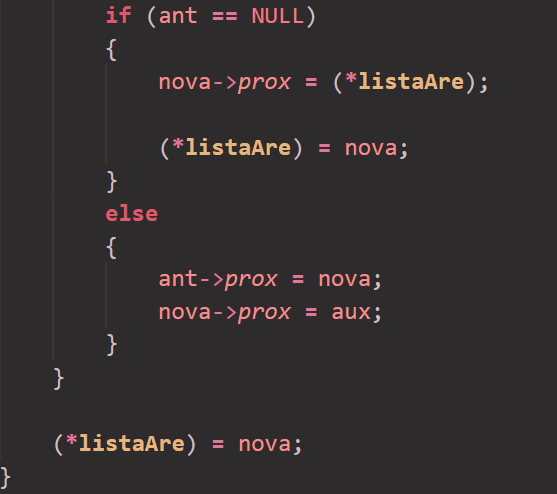 if (ant == NULL)
{
nova->prox = (*listaAre);
(*listaAre) = nova;
}
else
{
ant->prox = nova;
nova->prox = aux;
}
}
(*listaAre) = nova;
}